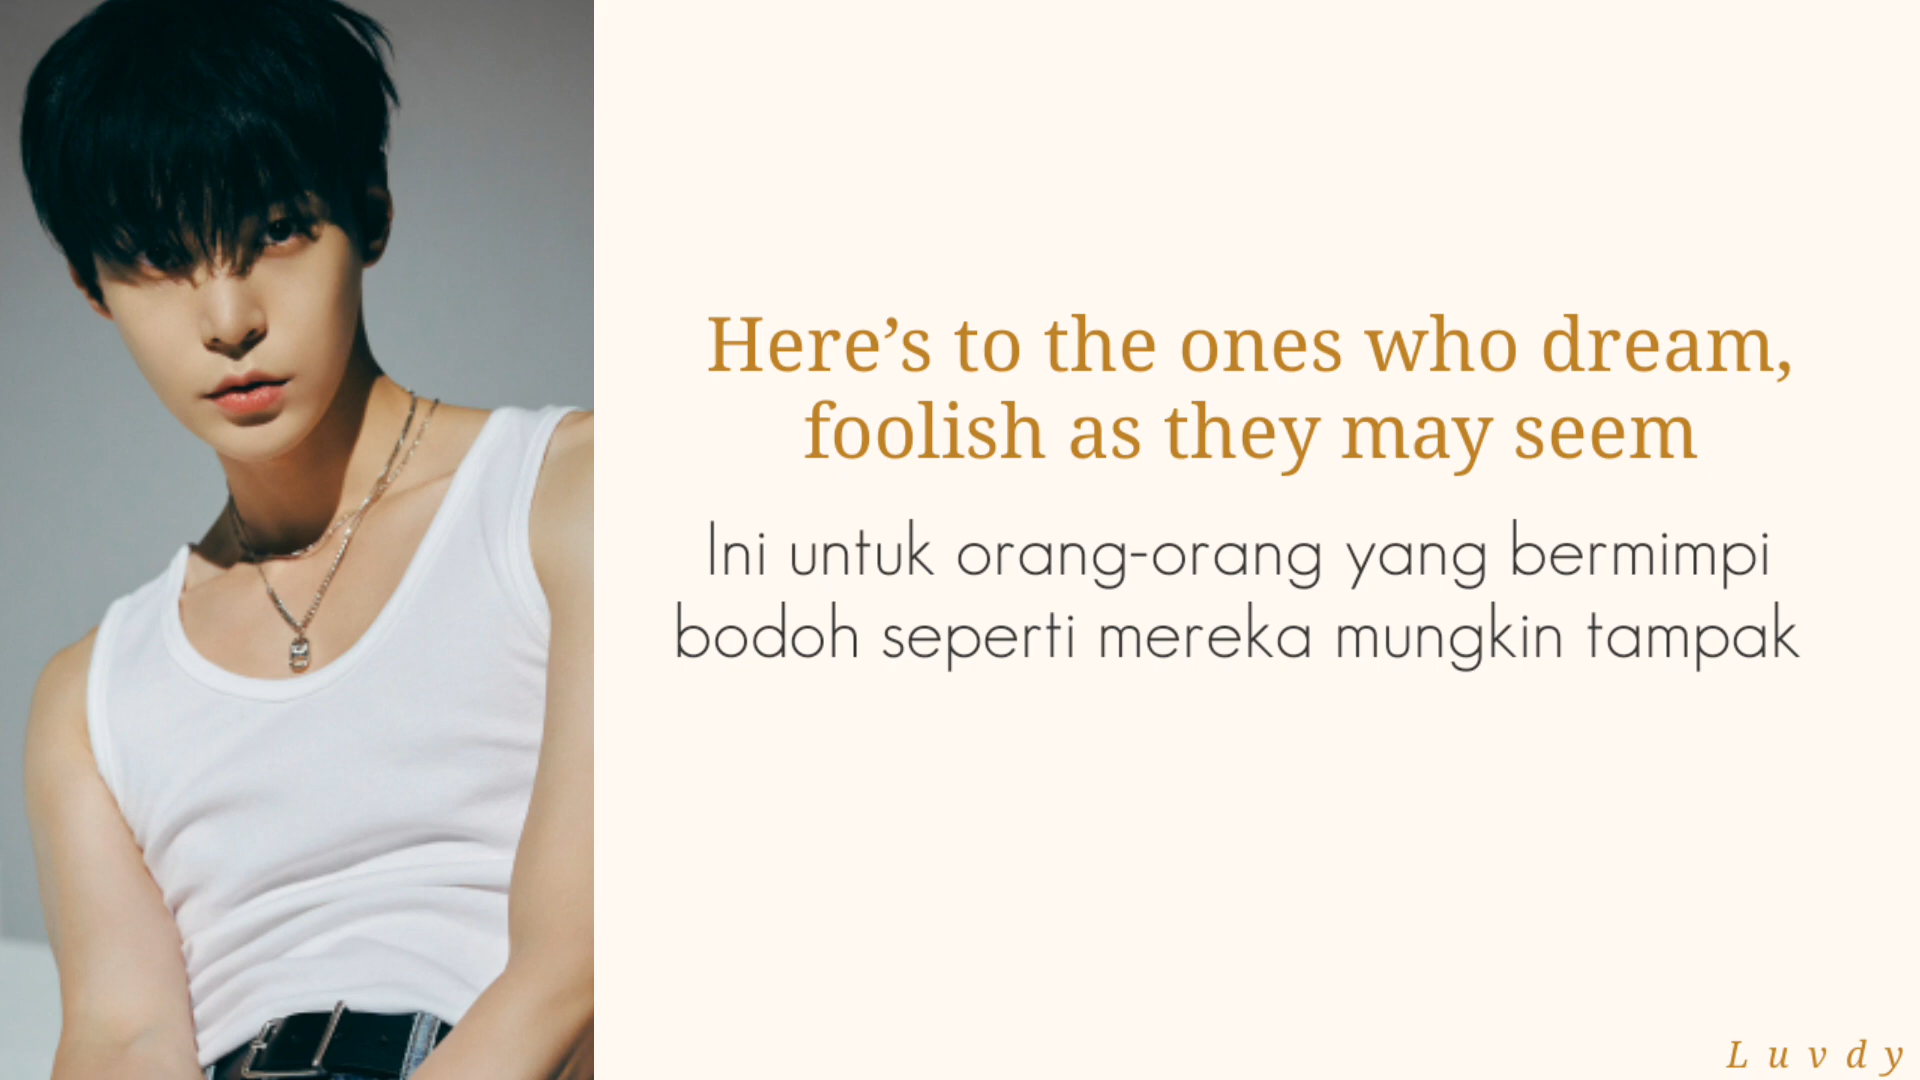 Here’s to the ones who dream,
foolish as they may seem
Ini untuk orang-orang yang bermimpi
bodoh seperti mereka mungkin tampak
Luvdy